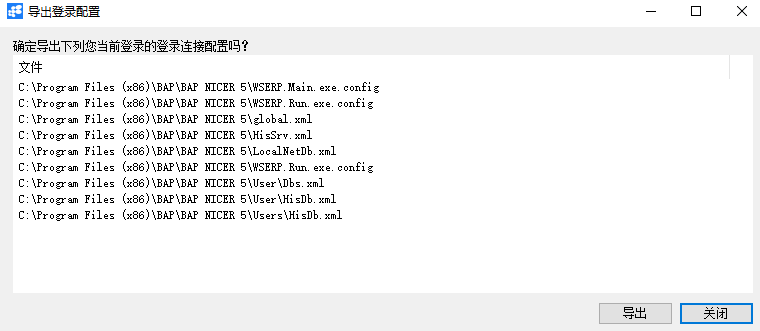 导出登录配置
确定导出下列您当前登录的登录连接配置吗？
文件
C:\Program Files (x86)\BAP\BAP NICER 5\WSERP.Main.exe.config
C:\Program Files (x86)\BAP\BAP NICER 5\WSERP.Run.exe.config
C:\Program Files (x86)\BAP\BAP NICER 5\global.xml
C:\Program Files (x86)\BAP\BAP NICER 5\HisSrv.xml
C:\Program Files (x86)\BAP\BAP NICER 5\LocalNetDb.xml
C:\Program Files (x86)\BAP\BAP NICER 5\WSERP.Run.exe.config
C:\Program Files (x86)\BAP\BAP NICER 5\User\Dbs.xml
C:\Program Files (x86)\BAP\BAP NICER 5\User\HisDb.xml
C:\Program Files (x86)\BAP\BAP NICER 5\Users\HisDb.xml
导出 关闭